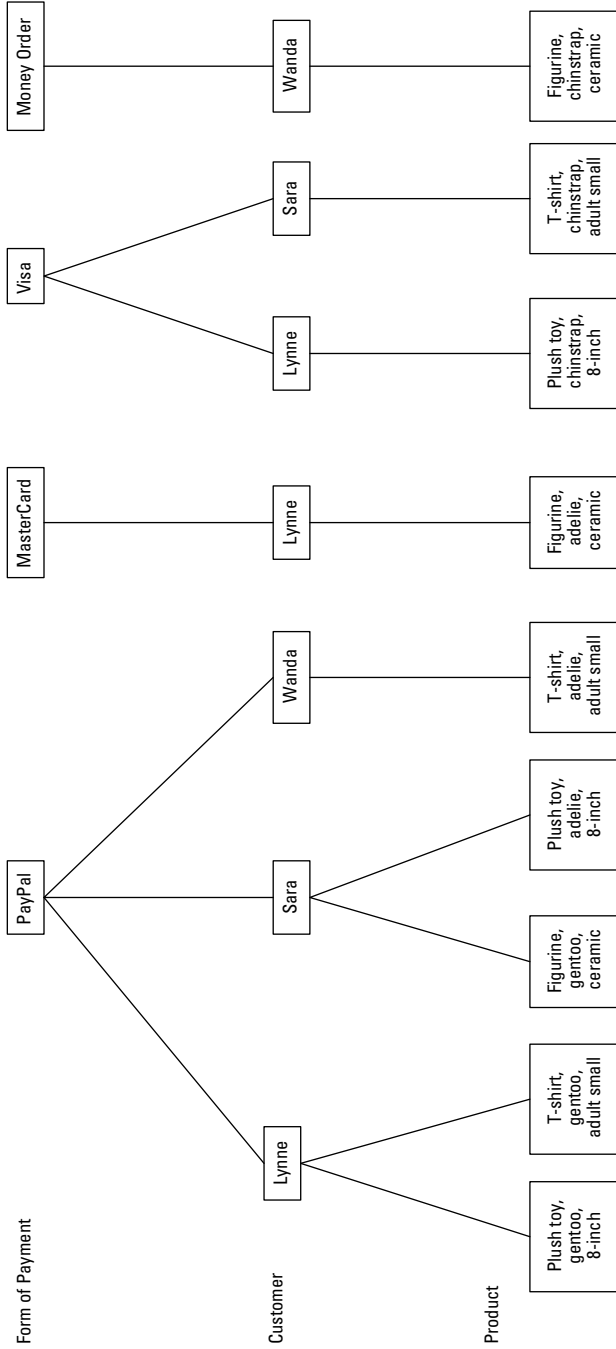 Form of Payment
PayPal
MasterCard
Visa
Money Order
Customer
Lynne
Sara
Wanda
Lynne
Lynne
Sara
Wanda
Product
Plush toy,
gentoo,
8-inch
T-shirt,
gentoo,
adult small
Figurine,
gentoo,
ceramic
Plush toy,
adelie,
8-inch
T-shirt,
adelie,
adult small
Figurine,
adelie,
ceramic
Plush toy,
chinstrap,
8-inch
T-shirt,
chinstrap,
adult small
Figurine,
chinstrap,
ceramic